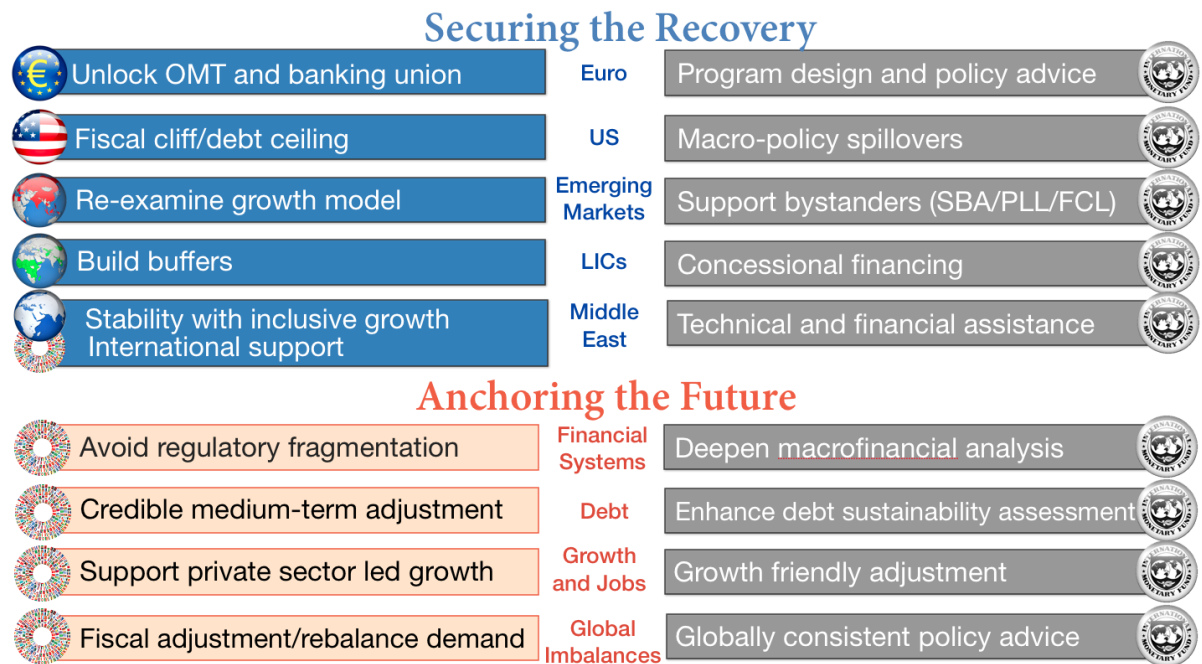 Securing the Recovery
Unlock OMT and banking union
Euro
Program design and policy advice
Fiscal cliff/debt ceiling
US
Macro-policy spillovers
Re-examine growth model
Emerging
Markets
Support bystanders (SBA/PLL/FCL)
Build buffers
LICs
Concessional financing
Stability with inclusive growth
International support
Middle
East
Technical and financial assistance
Anchoring the Future
Avoid regulatory fragmentation
Financial
Systems
Deepen macrofinancial analysis
Credible medium-term adjustment
Debt
Enhance debt sustainability assessment
Support private sector led growth
Growth
and Jobs
Growth friendly adjustment
Fiscal adjustment/rebalance demand
Global
Imbalances
Globally consistent policy advice